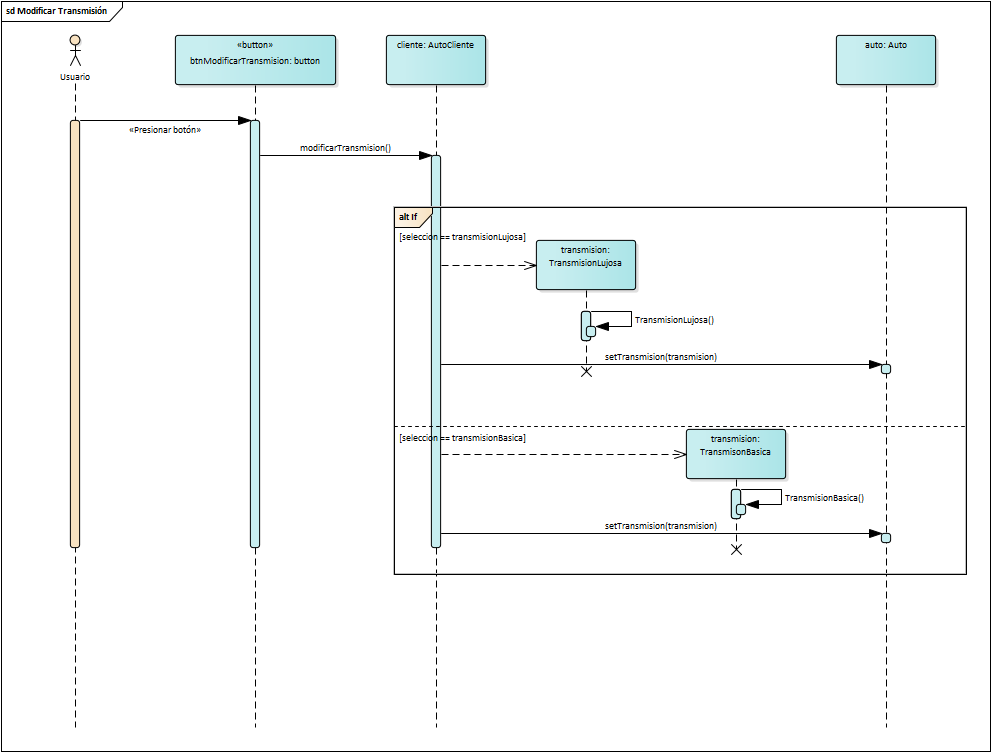 sd Modificar Transmisión
Usuario
«button»
btnModificarTransmision: button
cliente: AutoCliente
auto: Auto
«Presionar botón»
modificarTransmision()
alt If
[seleccion == transmisionLujosa]
transmision:
TransmisionLujosa
TransmisionLujosa()
setTransmision(transmision)
[seleccion == transmisionBasica]
transmision:
TransmisonBasica
TransmisionBasica()
setTransmision(transmision)